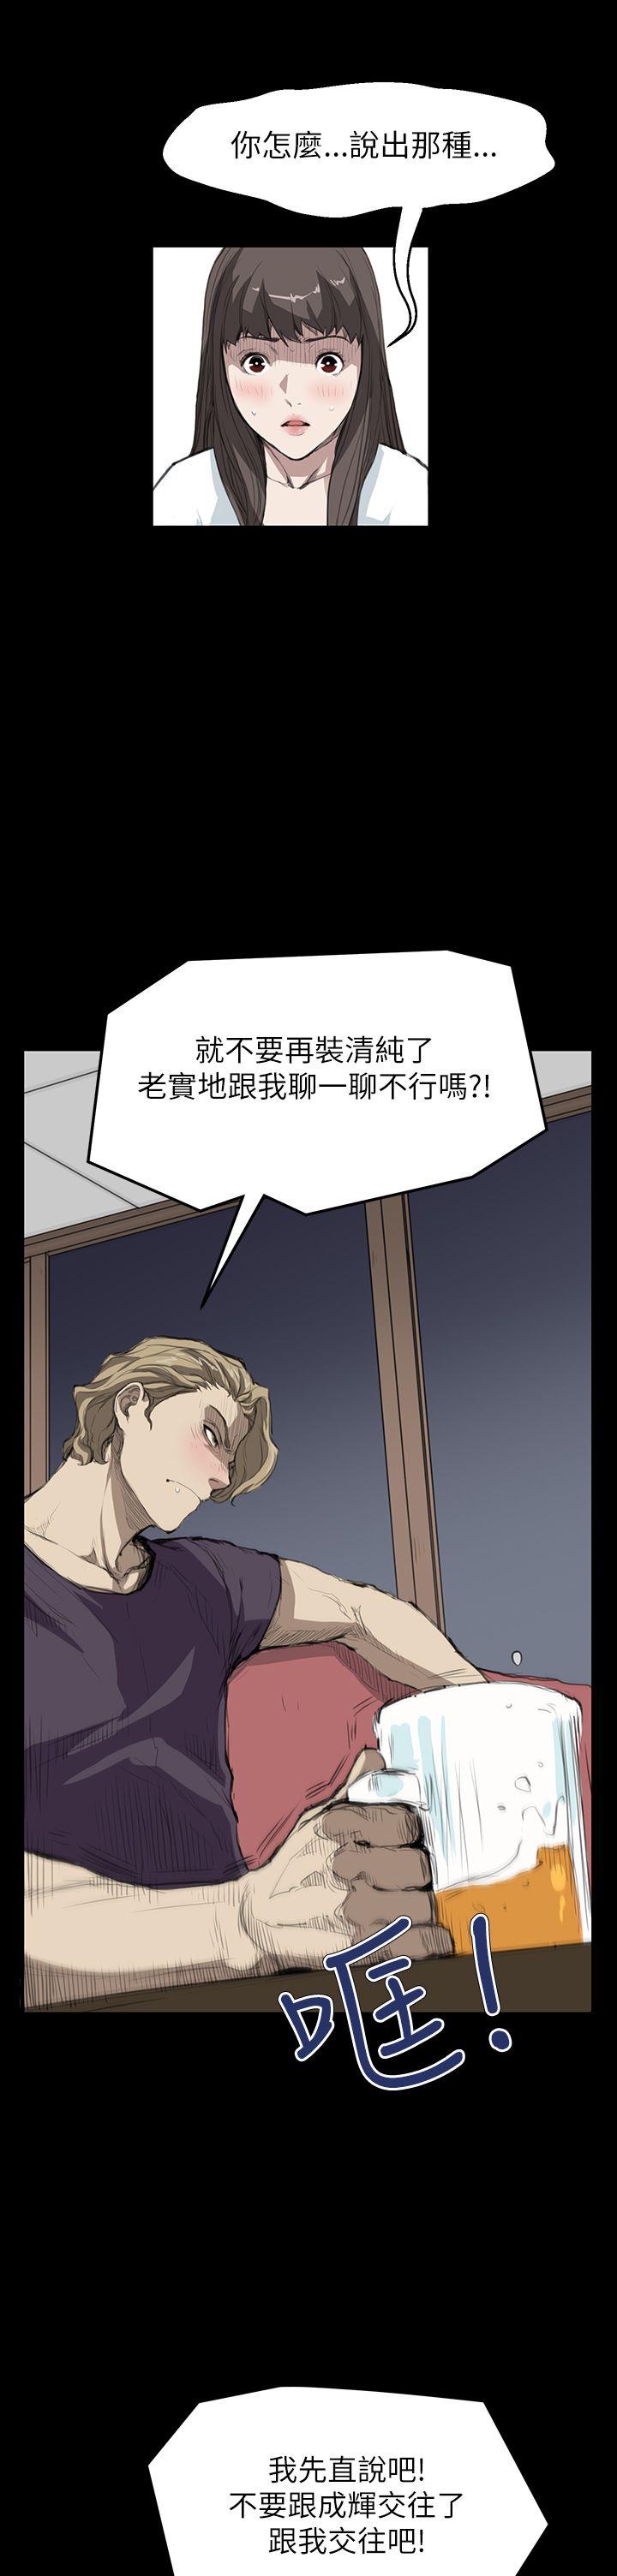 你怎麼...說出那種...
就不要再裝清純了
老實地跟我聊一聊不行嗎?!
哐!
我先直說吧!
不要跟成輝交往了
跟我交往吧!